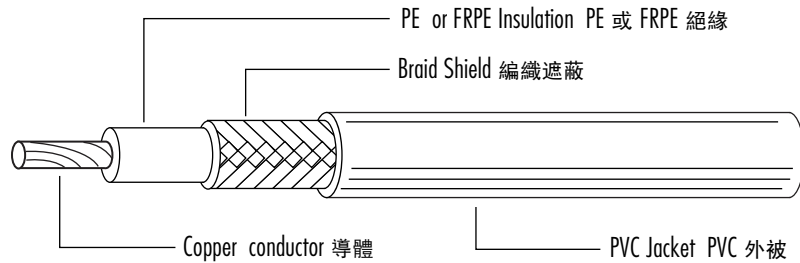 PE or FRPE Insulation PE 或 FRPE 絕緣
Braid Shield 編織遮蔽
Copper conductor 導體
PVC Jacket PVC 外被